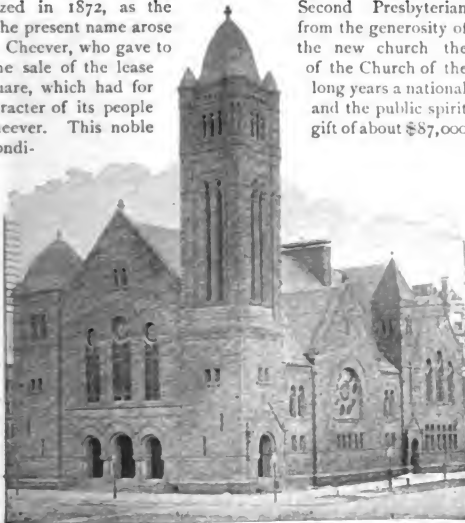 zed in 1872, as the Second Presbyterian
he present name arose from the generosity of
Cheever, who gave to the new church the
ne sale of the lease of the Church of the
uare, which had for long years a national
racter of its people and the public spirit
heever. This noble gift of about $87,000
ondi-